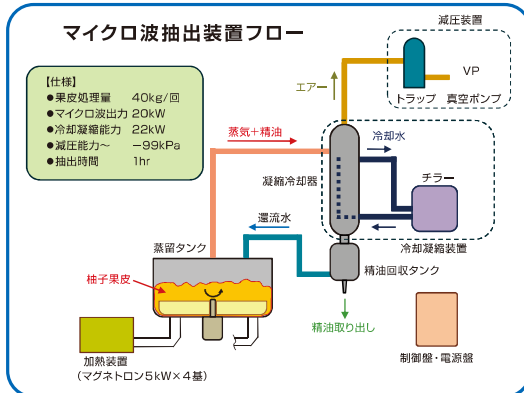 マイクロ波抽出装置フロー
【仕様】
●果皮処理量 40kg/回
●マイクロ波出力 20kW
●冷却凝縮能力 22kW
●減圧能力〜 −99kPa
●抽出時間 1hr
減圧装置
VP
トラップ 真空ポンプ
エアー
蒸気+精油
冷却水
凝縮冷却器
チラー
還流水
冷却凝縮装置
蒸留タンク
精油回収タンク
柚子果皮
精油取り出し
加熱装置
(マグネトロン5kW×4基)
制御盤・電源盤